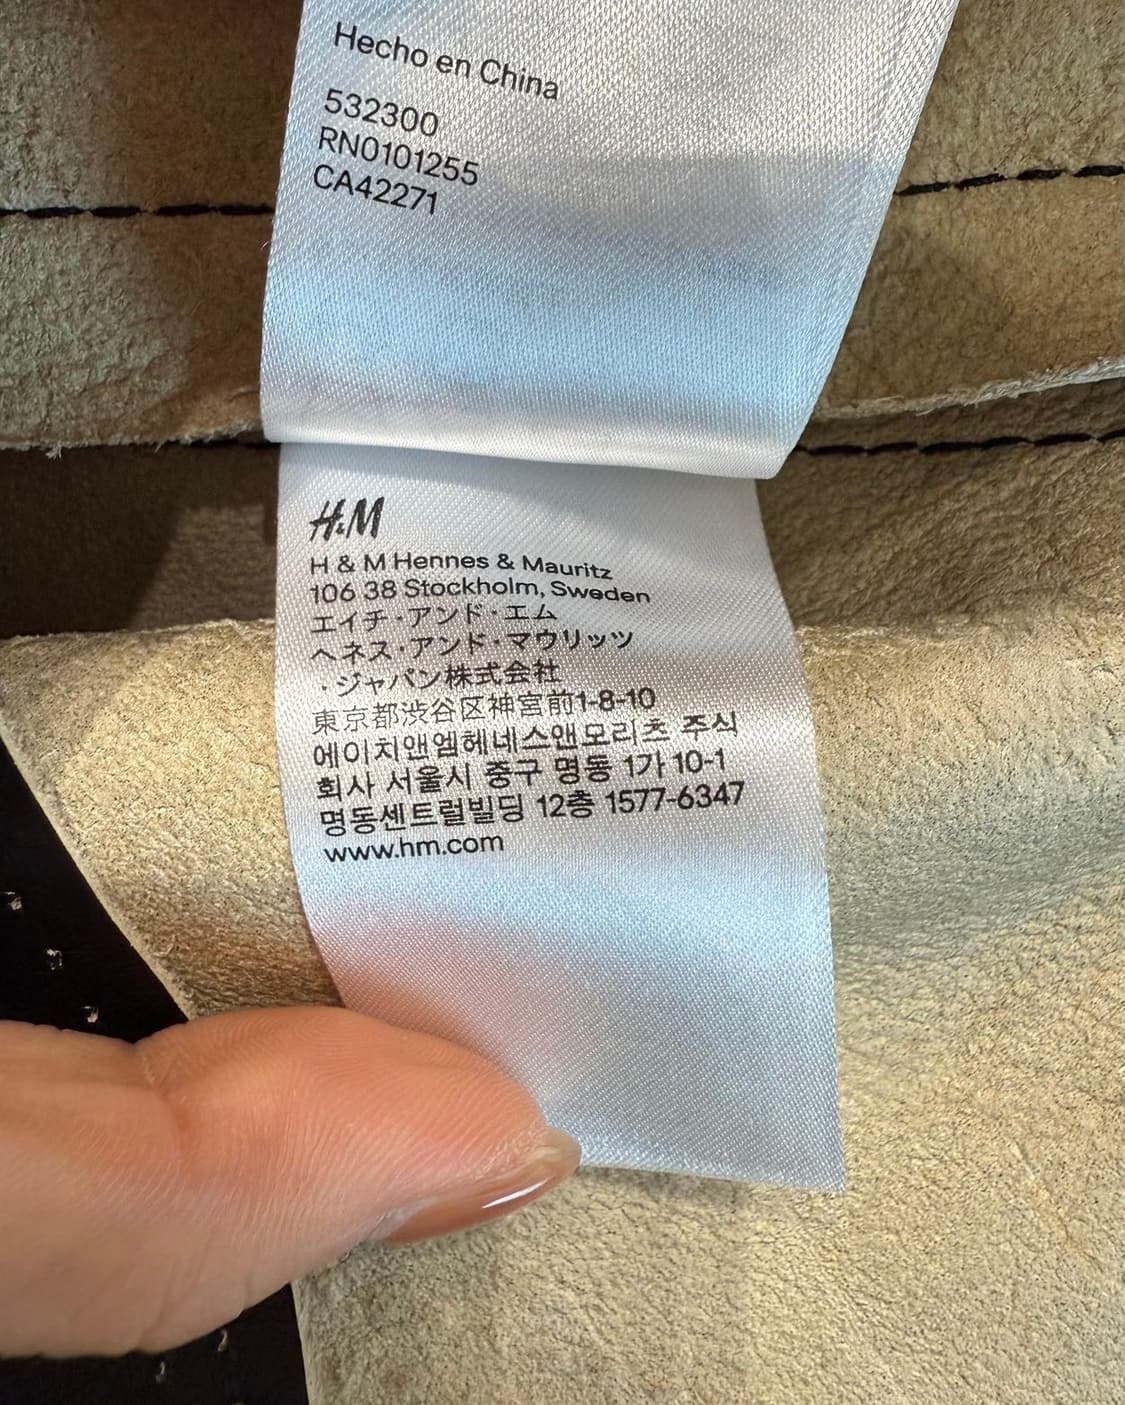 Hecho en China
532300
RN0101255
CA42271
H&M
H & M Hennes & Mauritz
106 38 Stockholm, Sweden
エイチ・アンド・エム
ヘネス・アンド・マウリッツ
・ジャパン株式会社
東京都渋谷区神宮前1-8-10
에이치앤엠헤네스앤모리츠 주식
회사 서울시 중구 명동 1가 10-1
명동센트럴빌딩 12층 1577-6347
www.hm.com